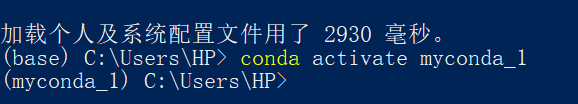 加载个人及系统配置文件用了 2930 毫秒。
(base) C:\Users\HP> conda activate myconda_1
(myconda_1) C:\Users\HP>